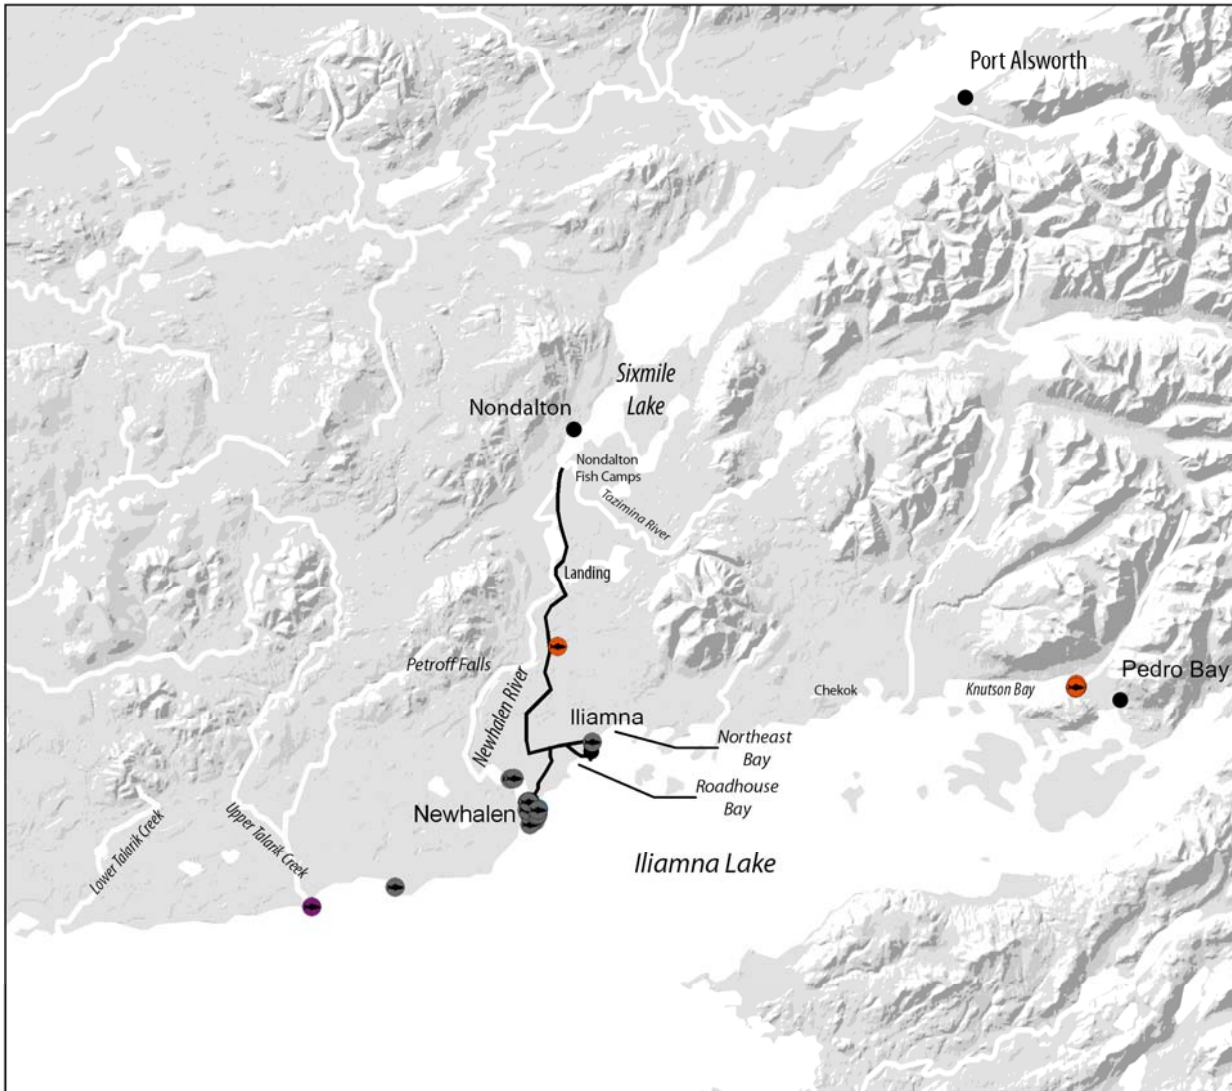 Port Alsworth
Sixmile
Lake
Nondalton
Nondalton
Fish Camps
Tazimina River
Landing
Petroff Falls
Newhalen River
Pedro Bay
Knutson Bay
Chekok
Iliamna
Northeast
Bay
Roadhouse
Bay
Newhalen
Lower Talarik Creek
Upper Talarik Creek
Iliamna Lake